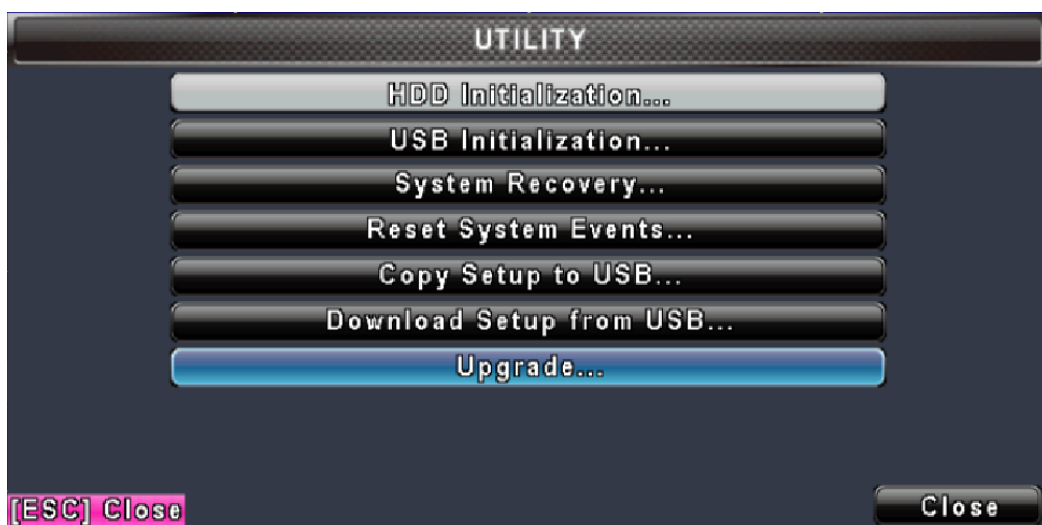 UTILITY
HDD Initialization...
USB Initialization...
System Recovery...
Reset System Events...
Copy Setup to USB...
Download Setup from USB...
Upgrade...
[ESC] Close
Close